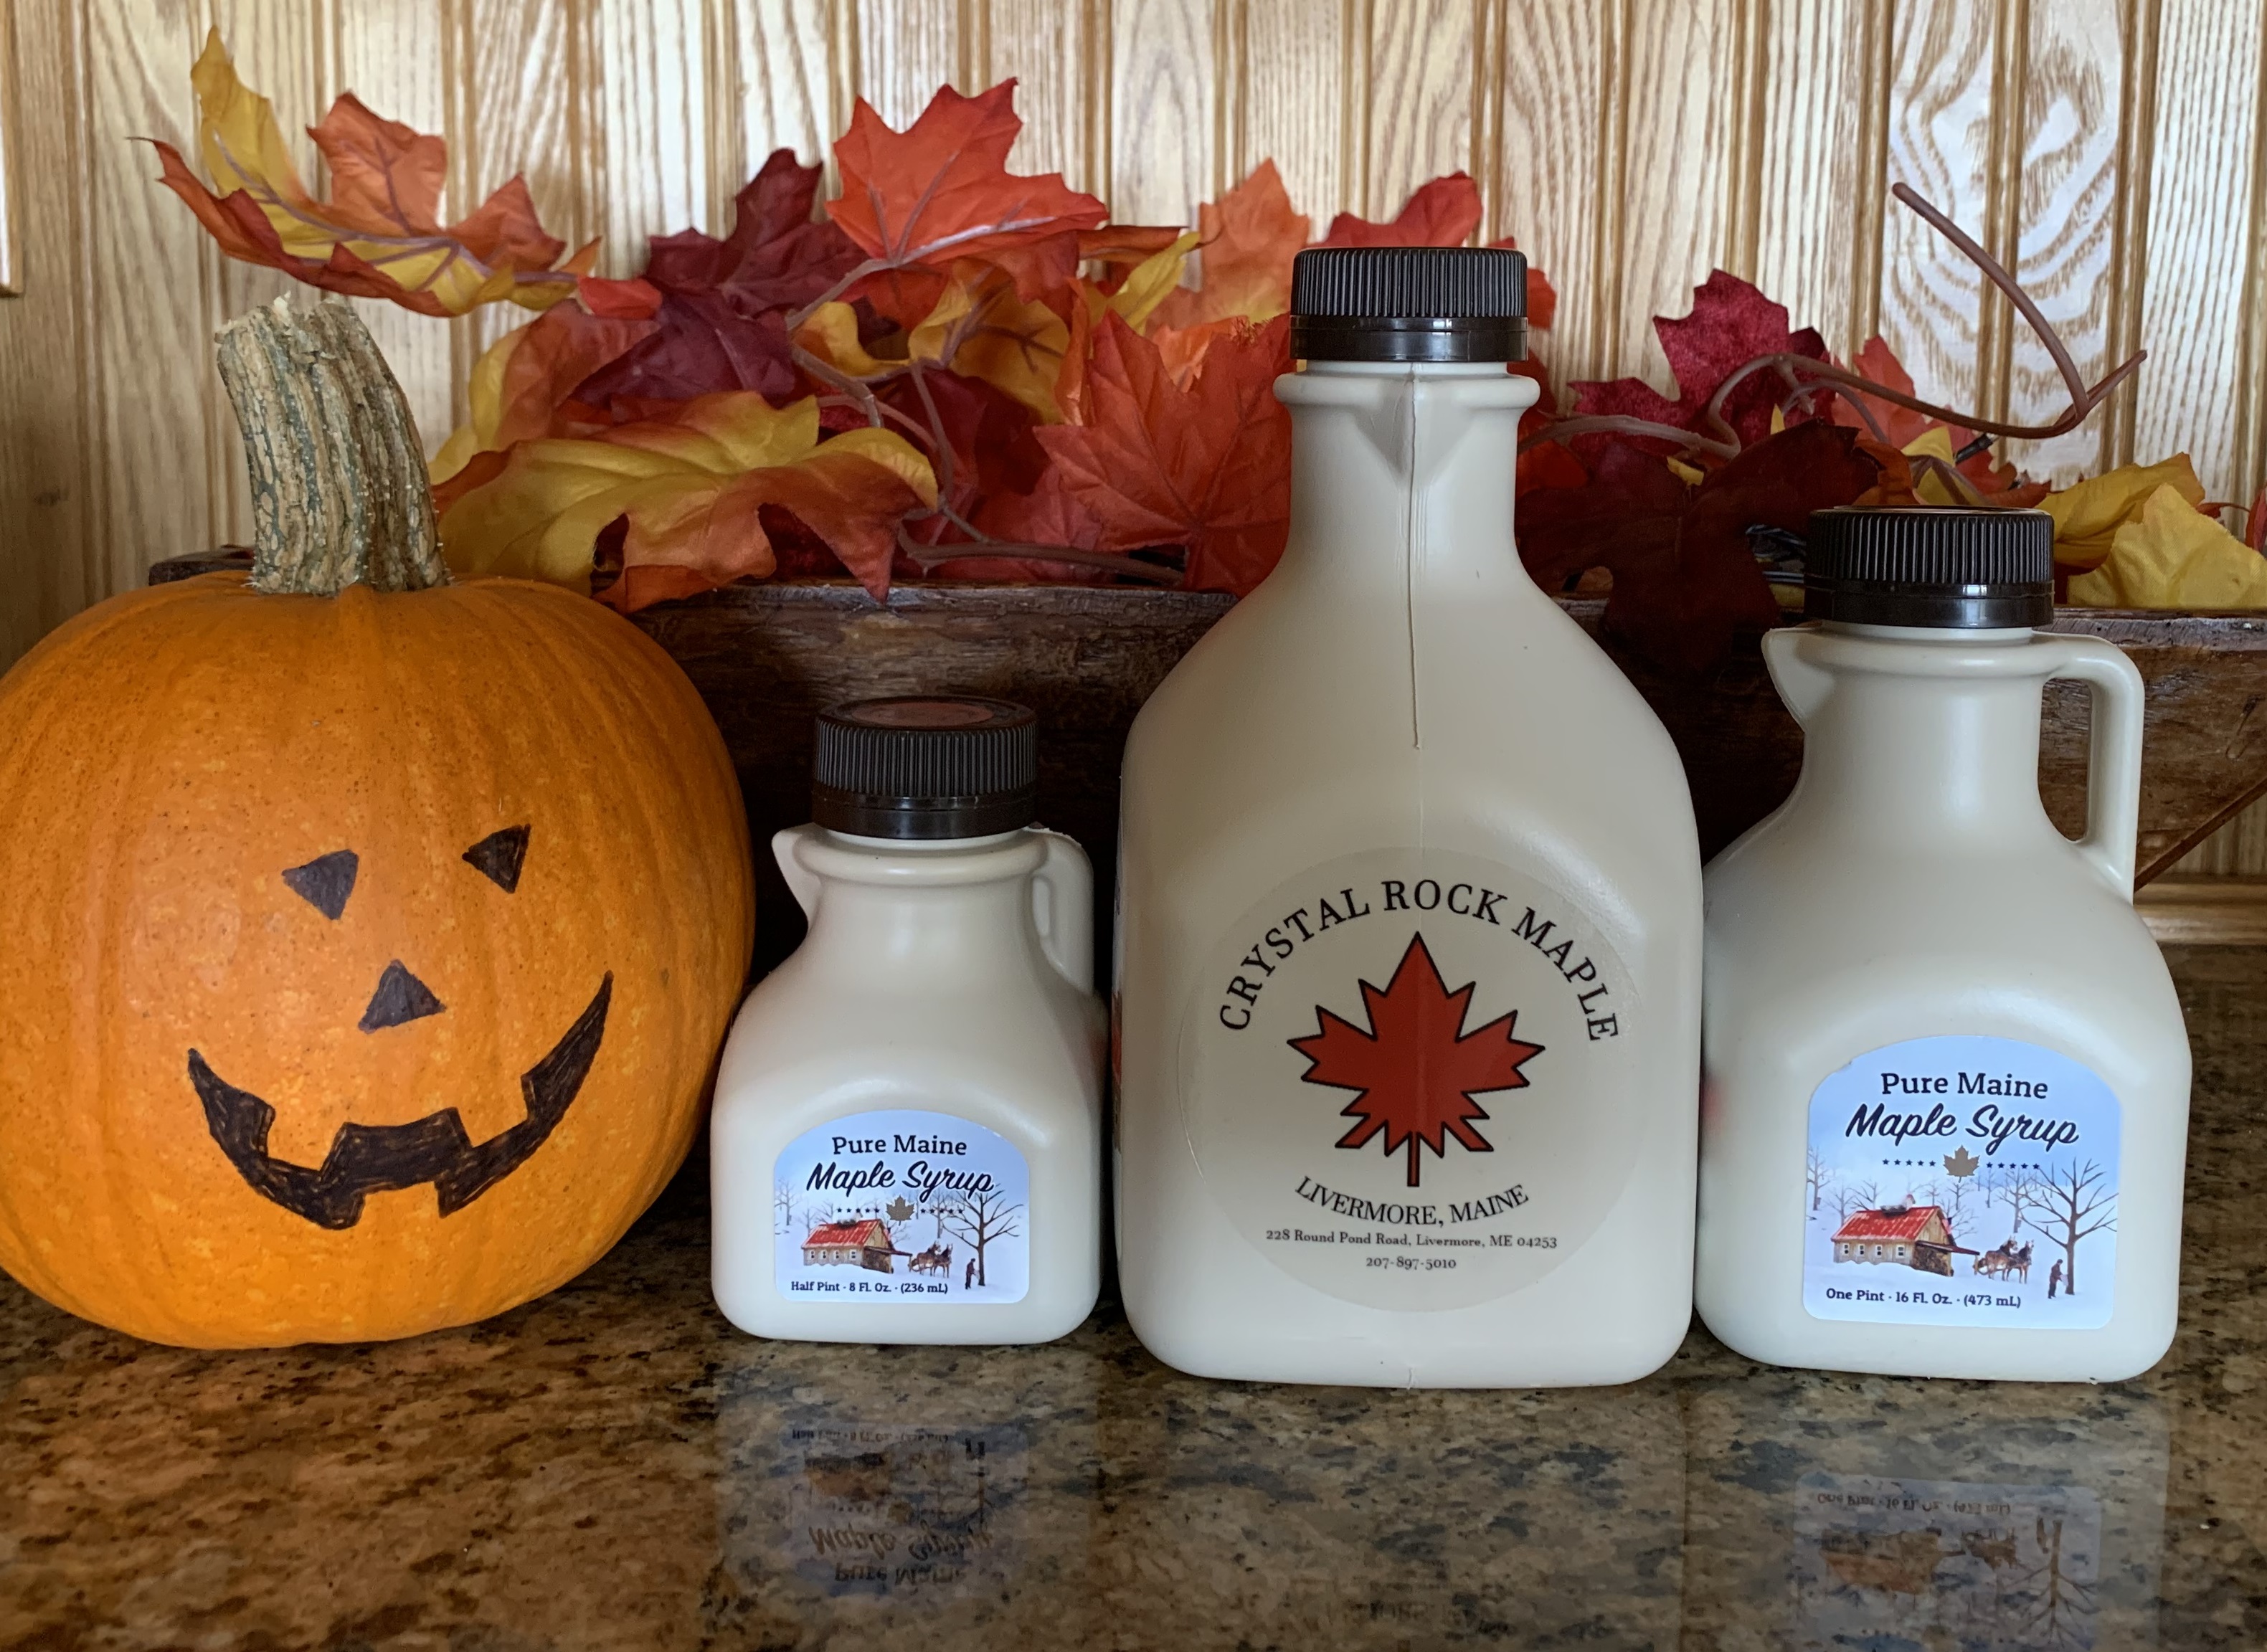 Pure Maine
Maple Syrup
Half Pint · 8 Fl. Oz. · (236 mL)
CRYSTAL ROCK MAPLE
LIVERMORE, MAINE
228 Round Pond Road, Livermore, ME 04253
207-897-5010
Pure Maine
Maple Syrup
One Pint · 16 Fl. Oz. · (473 mL)